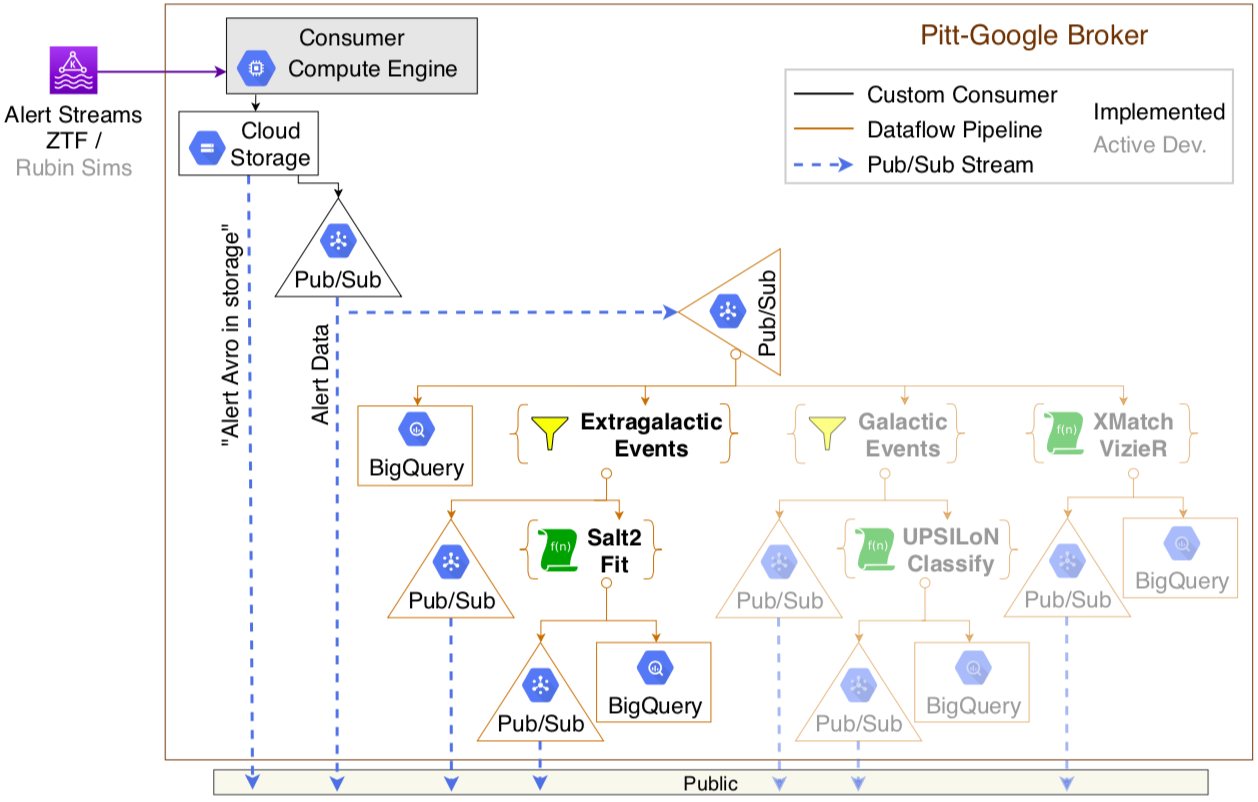 Pitt-Google Broker
Consumer
Compute Engine
Custom Consumer
Dataflow Pipeline
Pub/Sub Stream
Implemented
Active Dev.
K
Alert Streams
ZTF /
Rubin Sims
Cloud
Storage
"Alert Avro in storage"
Pub/Sub
Alert Data
Pub/Sub
BigQuery
Extragalactic
Events
Galactic
Events
f(n)
XMatch
VizieR
Pub/Sub
f(n)
Salt2
Fit
Pub/Sub
f(n)
UPSILoN
Classify
Pub/Sub
BigQuery
Pub/Sub
BigQuery
Pub/Sub
BigQuery
Public